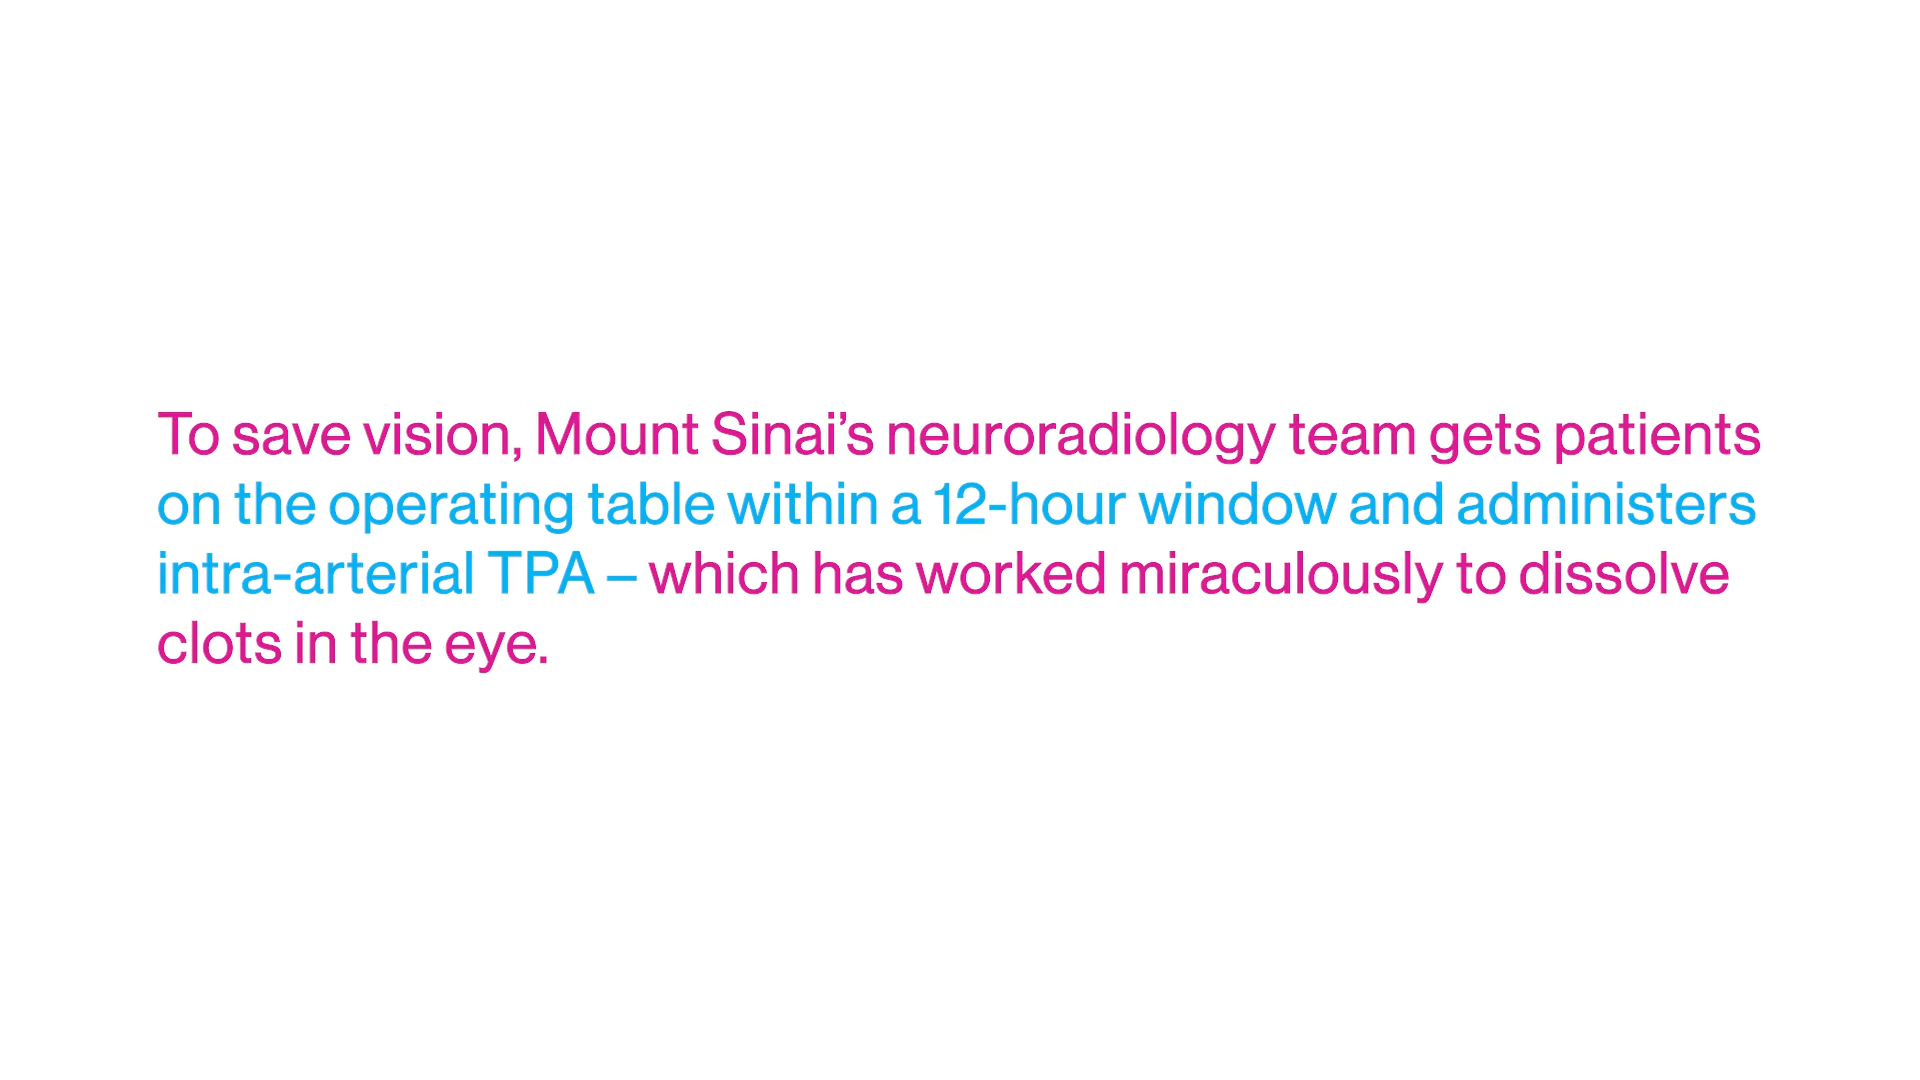 To save vision, Mount Sinai’s neuroradiology team gets patients
on the operating table within a 12-hour window and administers
intra-arterial TPA – which has worked miraculously to dissolve
clots in the eye.